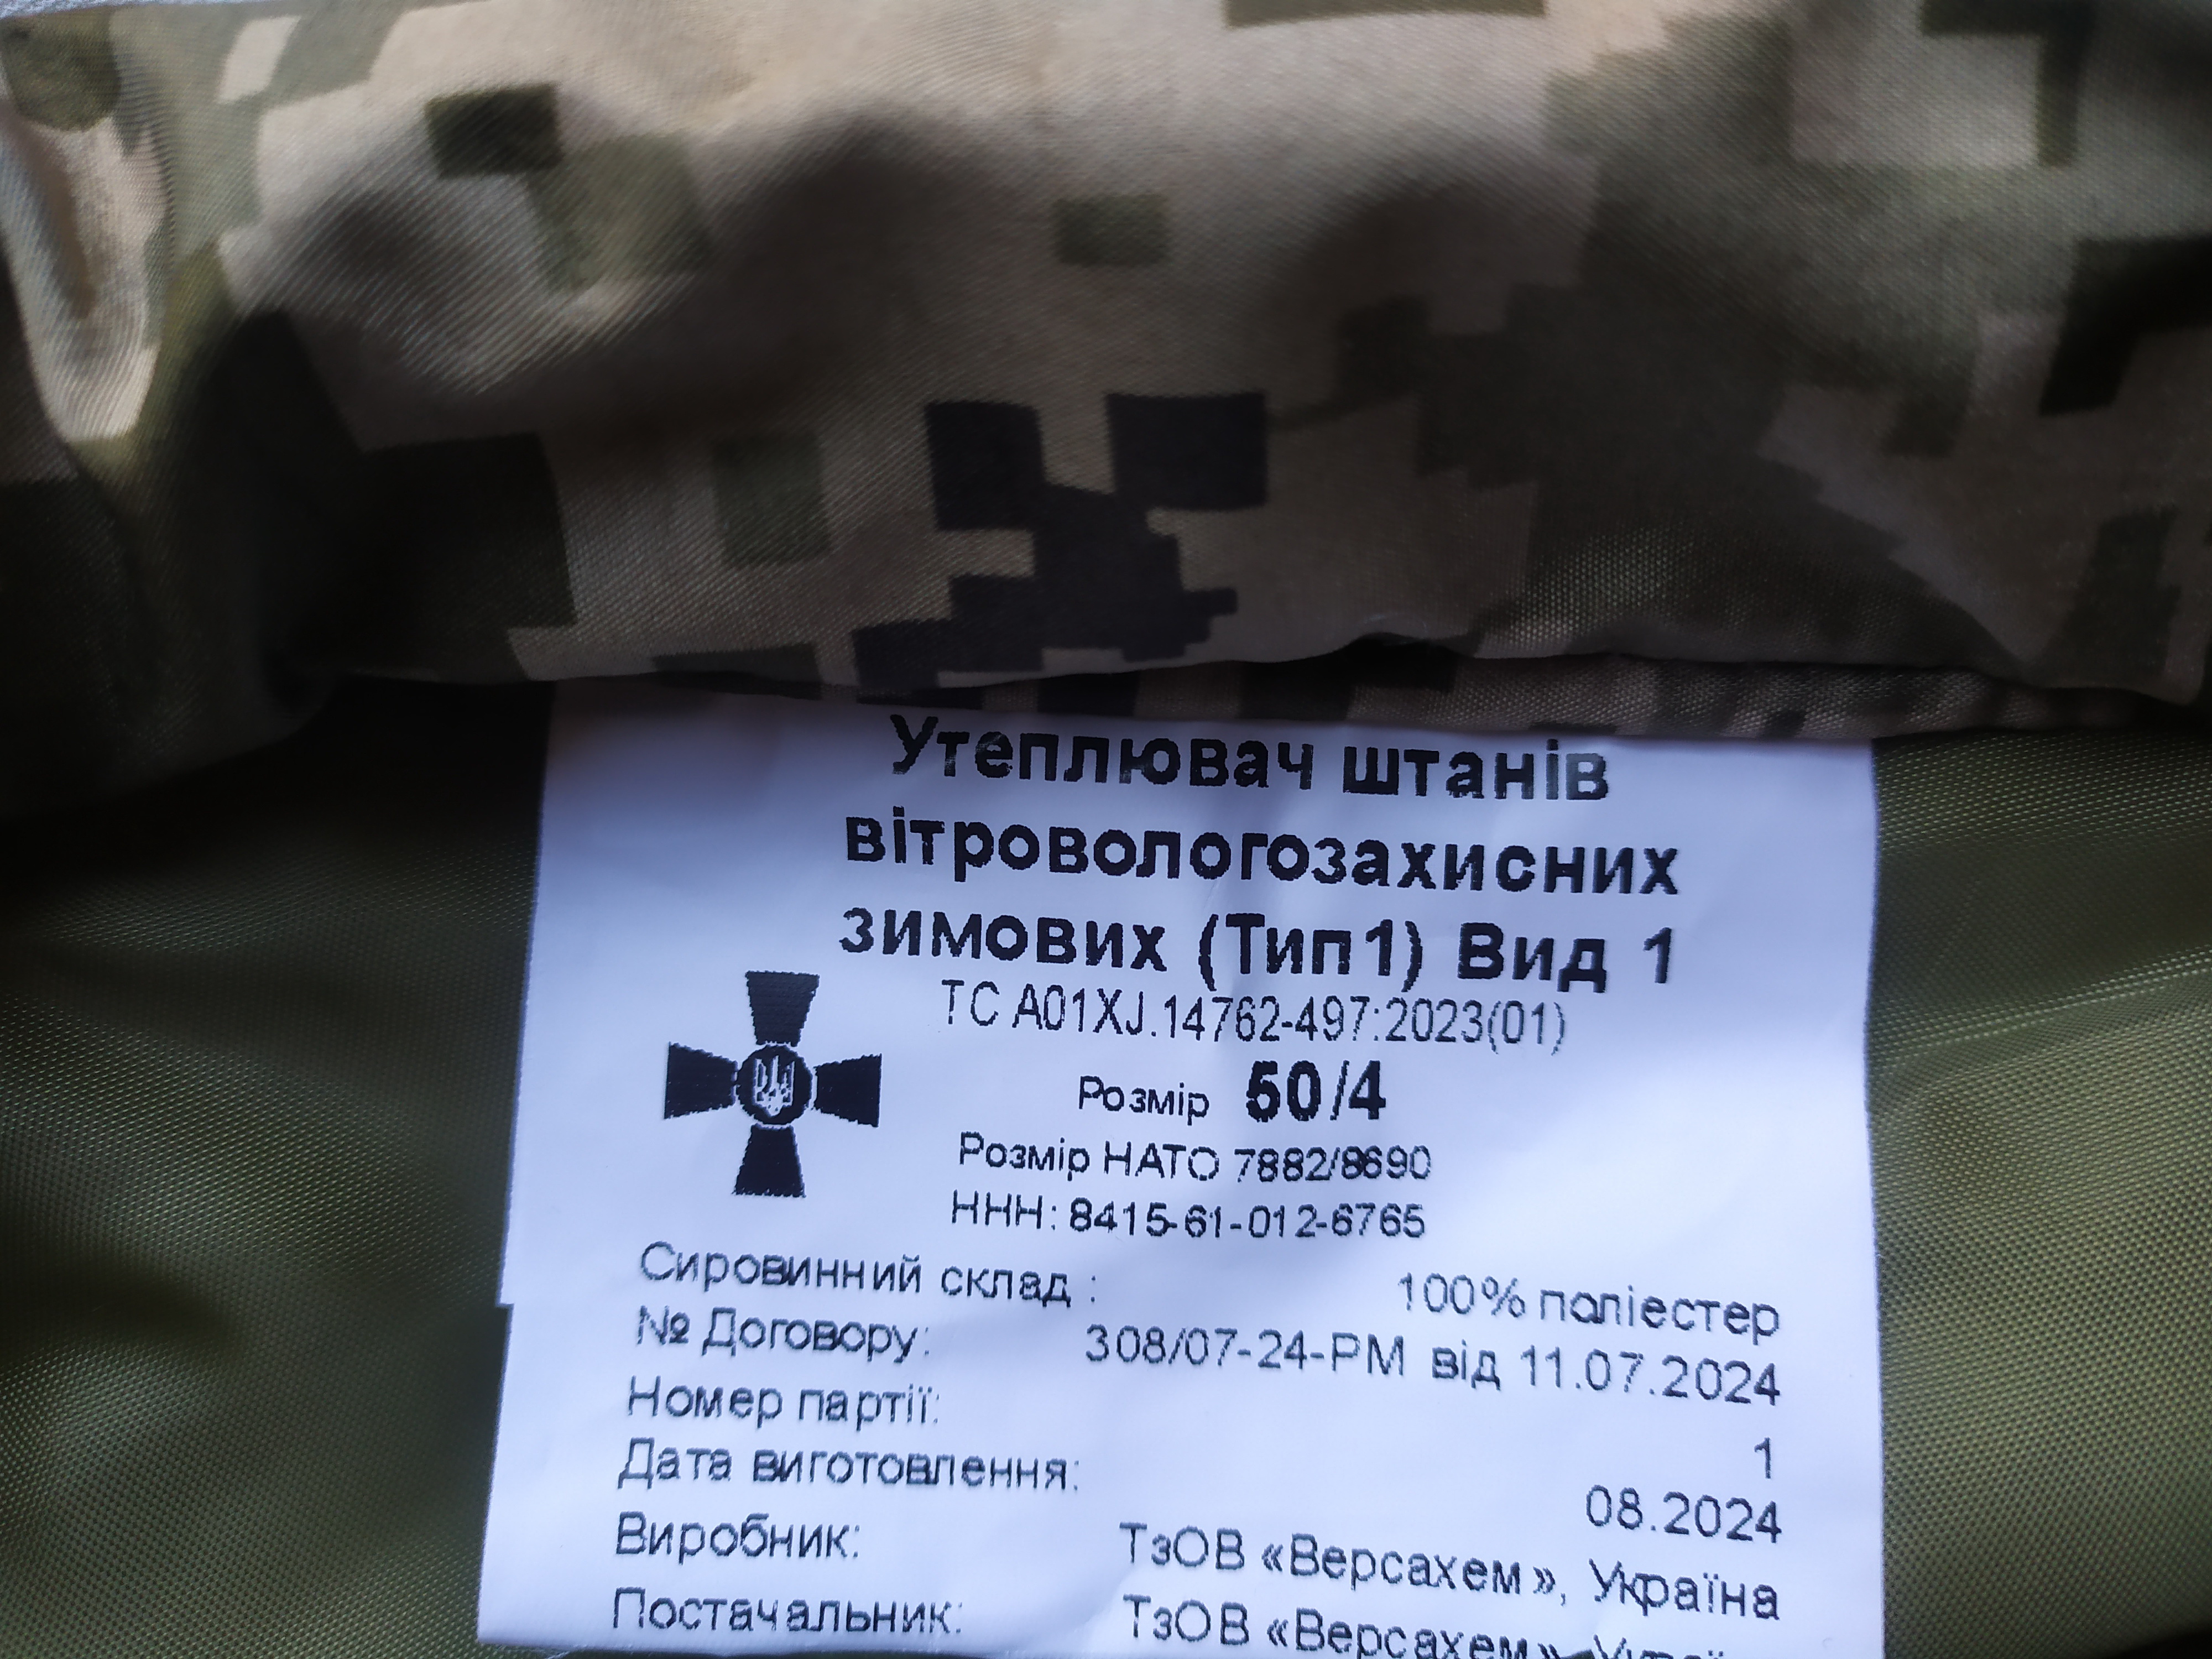 Утеплювач штанів
вітровологозахисних
зимових (Тип1) Вид 1
ТС А01XJ.14762-497:2023(01)
Розмір 50/4
Розмір НАТО 7882/8690
ННН: 8415-61-012-6765
Сировинний склад : 100% поліестер
№ Договору: 308/07-24-РМ від 11.07.2024
Номер партії: 1
Дата виготовлення: 08.2024
Виробник: ТзОВ «Версахем», Україна
Постачальник: ТзОВ «Версахем»,